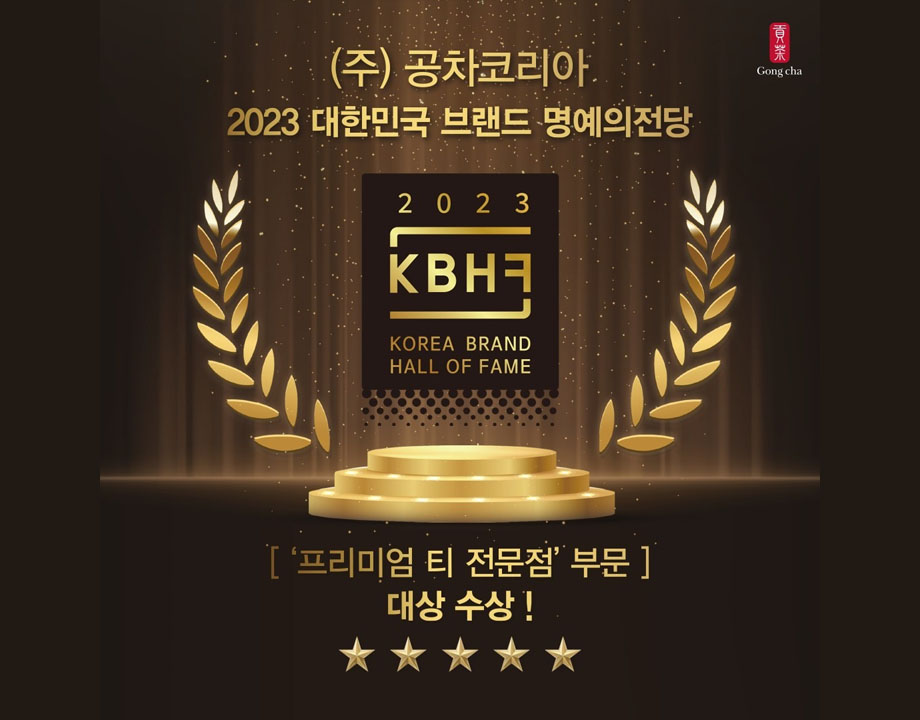 貢茶
Gong cha
(주) 공차코리아
2023 대한민국 브랜드 명예의전당
2023
KBHF
KOREA BRAND
HALL OF FAME
[ ‘프리미엄 티 전문점’ 부문 ]
대상 수상 !